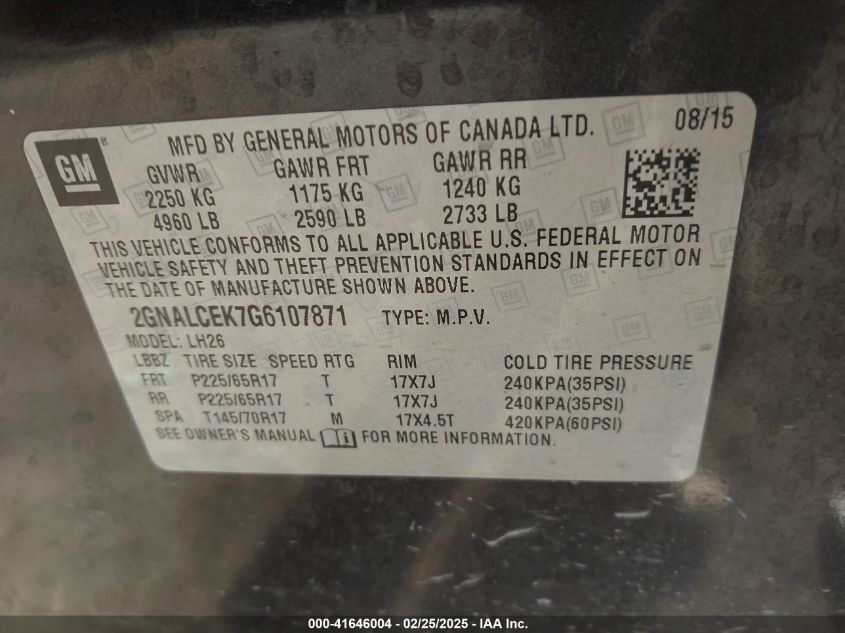 GM
MFD BY GENERAL MOTORS OF CANADA LTD. 08/15
GVWR GAWR FRT GAWR RR
2250 KG 1175 KG 1240 KG
4960 LB 2590 LB 2733 LB
THIS VEHICLE CONFORMS TO ALL APPLICABLE U.S. FEDERAL MOTOR
VEHICLE SAFETY AND THEFT PREVENTION STANDARDS IN EFFECT ON
THE DATE OF MANUFACTURE SHOWN ABOVE.
2GNALCEK7G6107871 TYPE: M.P.V.
MODEL: LH26
LBBZ TIRE SIZE SPEED RTG RIM COLD TIRE PRESSURE
FRT P225/65R17 T 17X7J 240KPA(35PSI)
RR P225/65R17 T 17X7J 240KPA(35PSI)
SPA T145/70R17 M 17X4.5T 420KPA(60PSI)
SEE OWNER'S MANUAL FOR MORE INFORMATION.
000-41646004 / 02/25/2025 - IAA Inc.